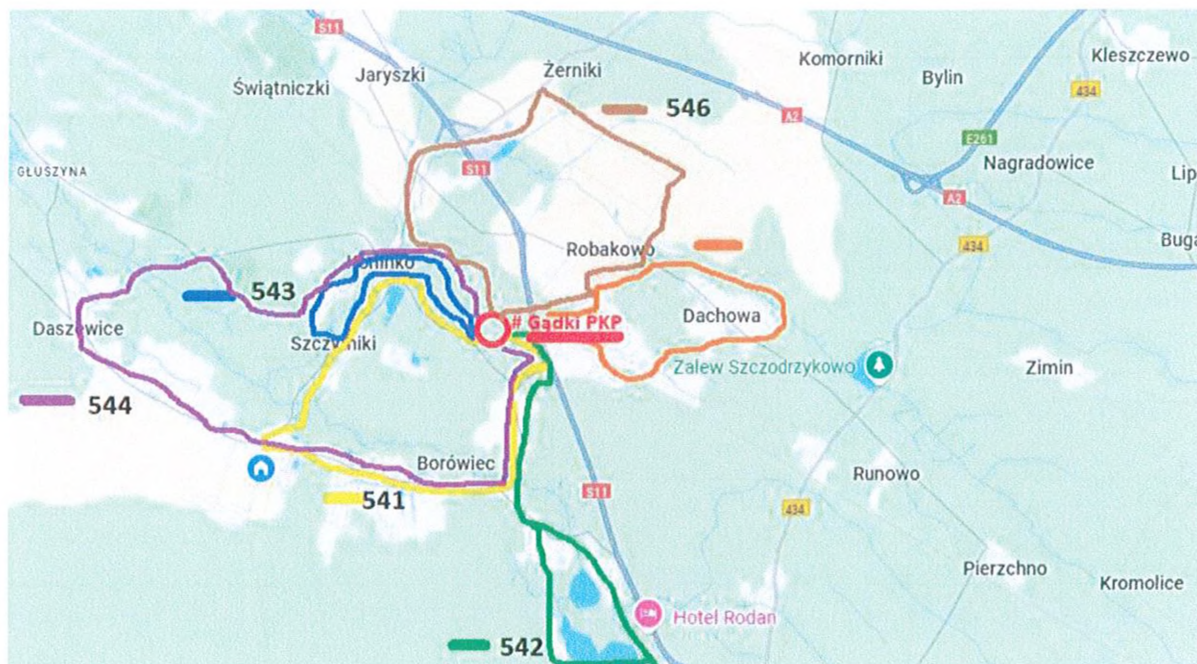 S11
Świątniczki
Jaryszki
Żerniki
Komorniki
Bylin
Kleszczewo
434
546
A2
E261
Nagradowice
GŁUSZYNA
S11
A2
Lip
Robakowo
434
Buga
Koninko
543
Daszewice
Szczytniki
# Gądki PKP
Dachowa
Zalew Szczodrzykowo
Zimin
544
Borówiec
541
S11
434
Runowo
Pierzchno
Kromolice
Hotel Rodan
542